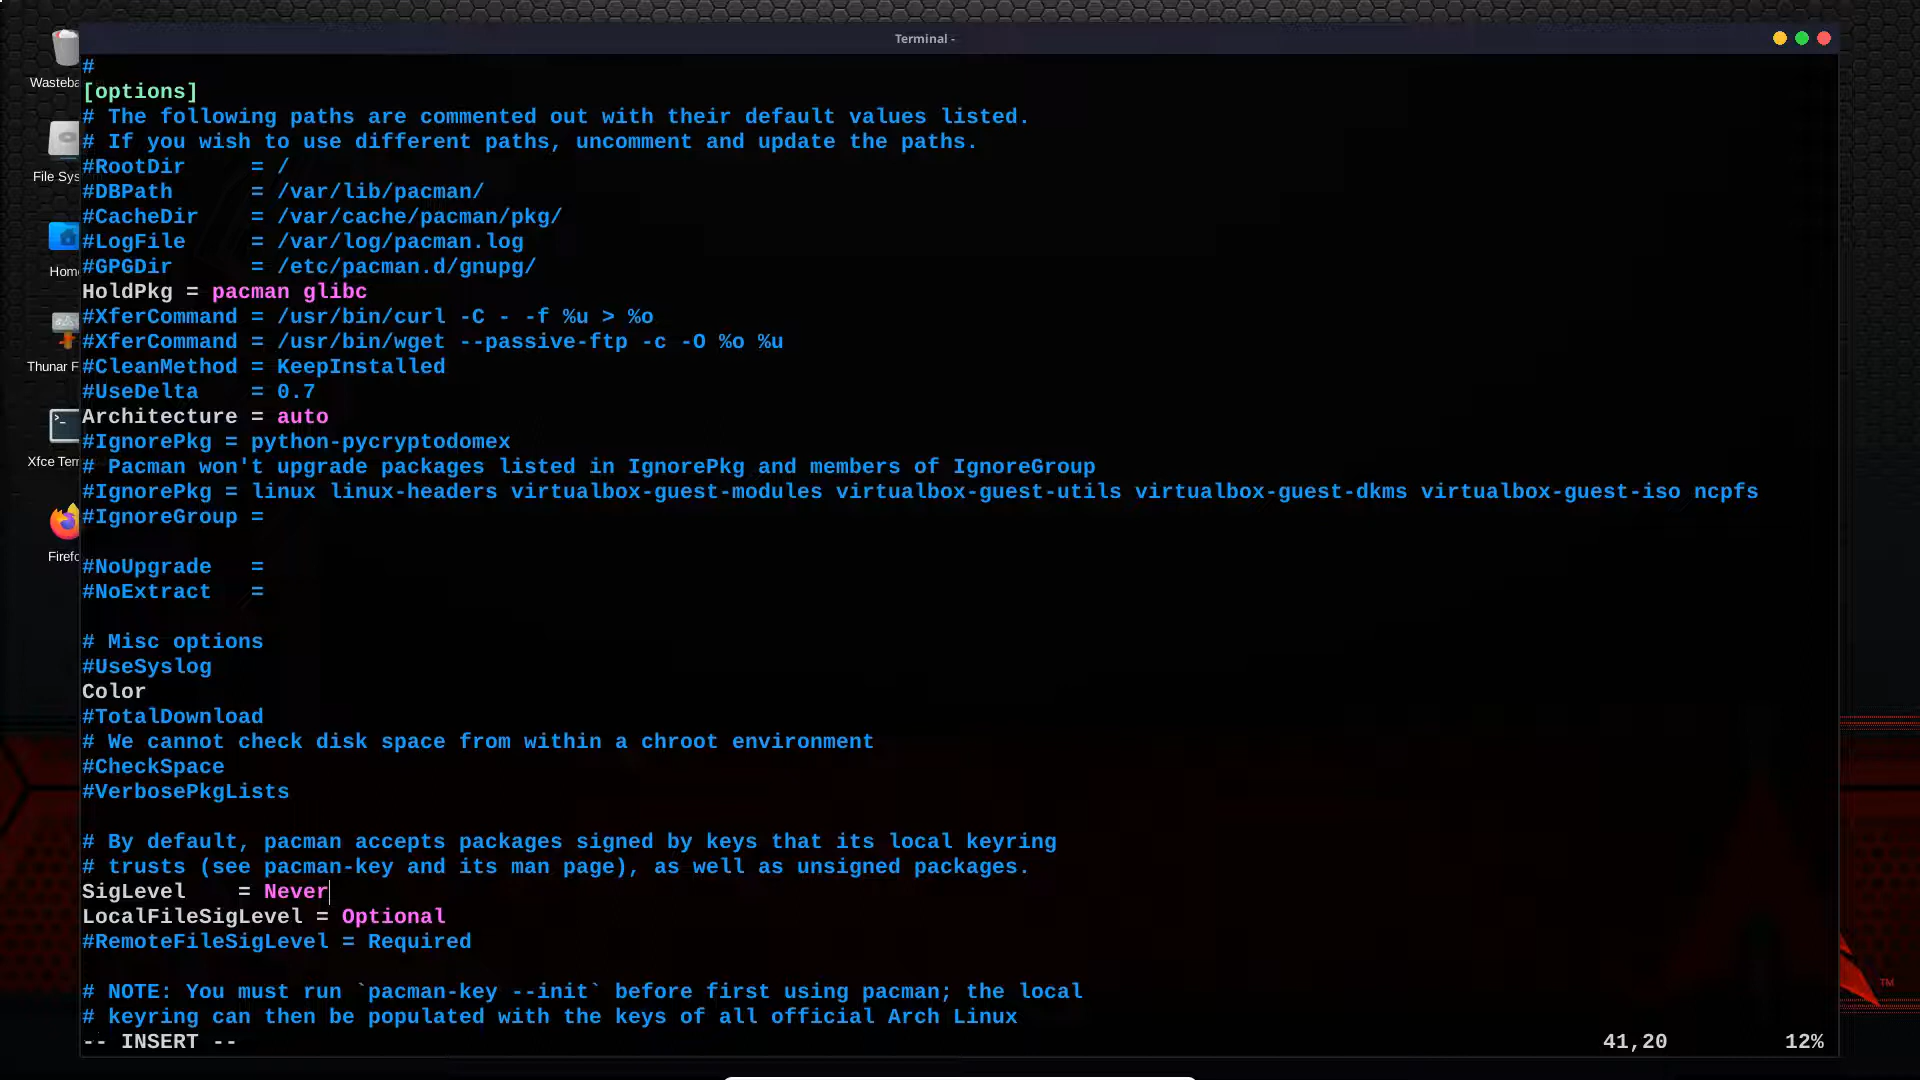 Terminal -
Wasteba
File Sys
Home
Thunar F
Xfce Term
Firefo
#
[options]
# The following paths are commented out with their default values listed.
# If you wish to use different paths, uncomment and update the paths.
#RootDir     = /
#DBPath      = /var/lib/pacman/
#CacheDir    = /var/cache/pacman/pkg/
#LogFile     = /var/log/pacman.log
#GPGDir      = /etc/pacman.d/gnupg/
HoldPkg = pacman glibc
#XferCommand = /usr/bin/curl -C - -f %u > %o
#XferCommand = /usr/bin/wget --passive-ftp -c -O %o %u
#CleanMethod = KeepInstalled
#UseDelta    = 0.7
Architecture = auto
#IgnorePkg = python-pycryptodomex
# Pacman won't upgrade packages listed in IgnorePkg and members of IgnoreGroup
#IgnorePkg = linux linux-headers virtualbox-guest-modules virtualbox-guest-utils virtualbox-guest-dkms virtualbox-guest-iso ncpfs
#IgnoreGroup =
#NoUpgrade   =
#NoExtract   =
# Misc options
#UseSyslog
Color
#TotalDownload
# We cannot check disk space from within a chroot environment
#CheckSpace
#VerbosePkgLists
# By default, pacman accepts packages signed by keys that its local keyring
# trusts (see pacman-key and its man page), as well as unsigned packages.
SigLevel    = Never
LocalFileSigLevel = Optional
#RemoteFileSigLevel = Required
# NOTE: You must run `pacman-key --init` before first using pacman; the local
# keyring can then be populated with the keys of all official Arch Linux
-- INSERT --
41,20
12%
TM